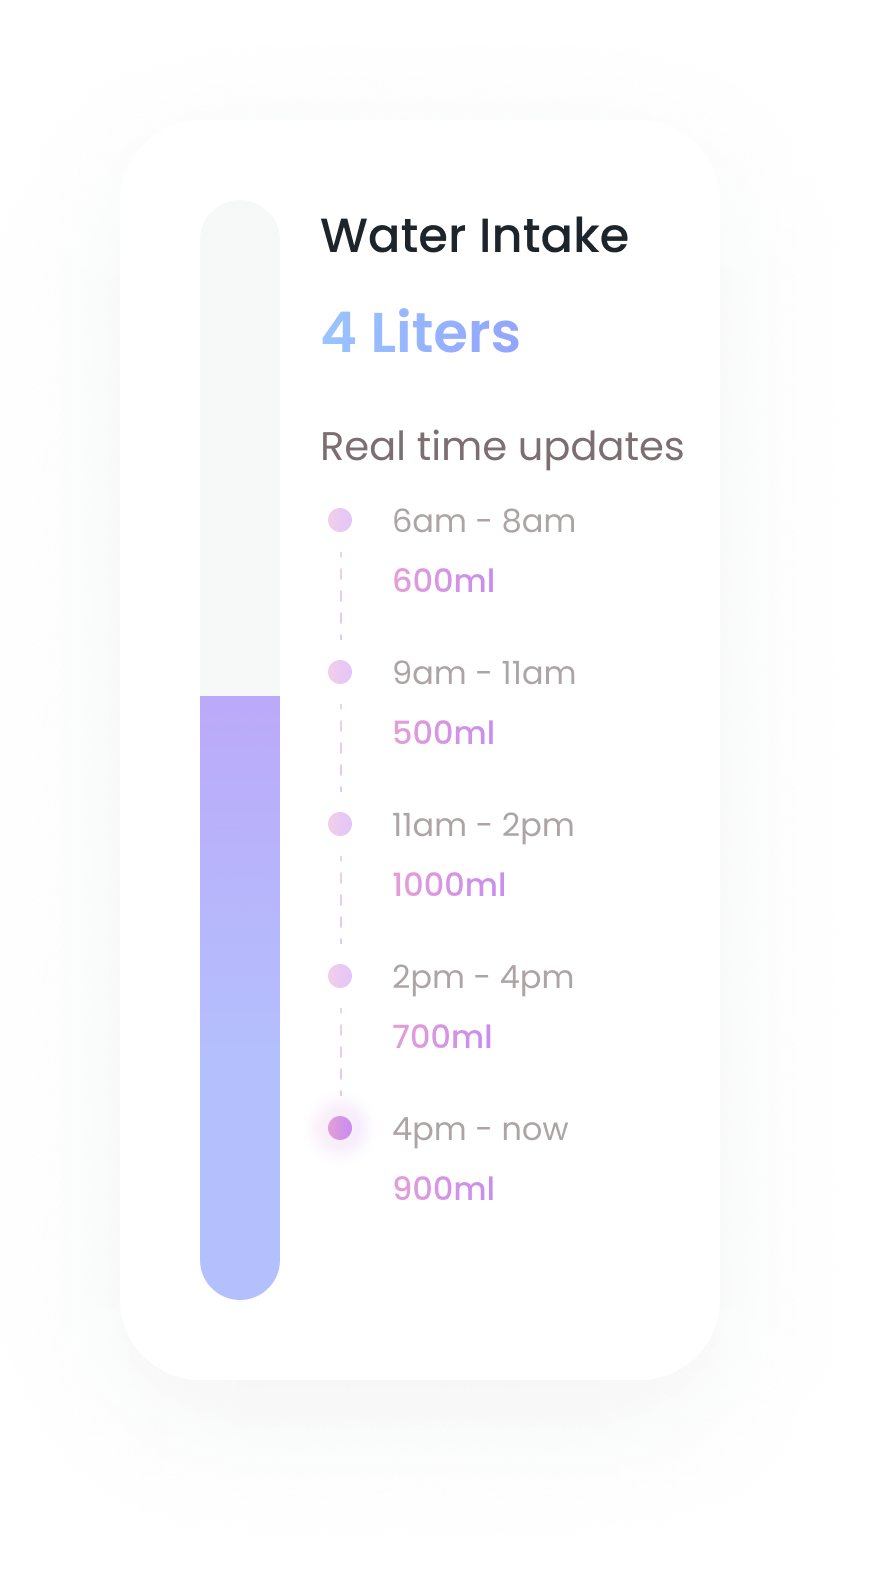 Water Intake
4 Liters
Real time updates
6am - 8am
600ml
9am - 11am
500ml
11am - 2pm
1000ml
2pm - 4pm
700ml
4pm - now
900ml